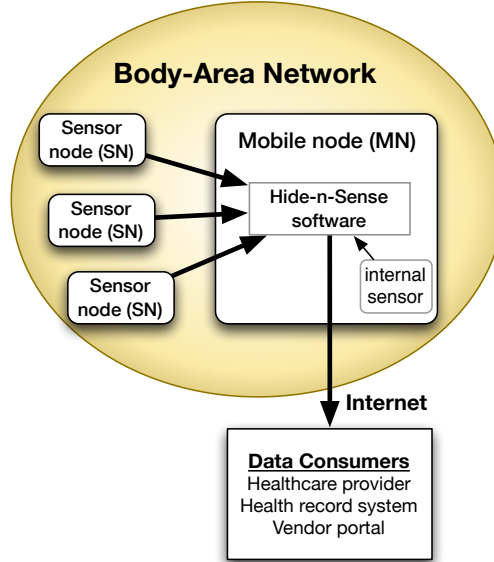 Body-Area Network
Sensor
node (SN)
Sensor
node (SN)
Sensor
node (SN)
Mobile node (MN)
Hide-n-Sense
software
internal
sensor
Internet
Data Consumers
Healthcare provider
Health record system
Vendor portal